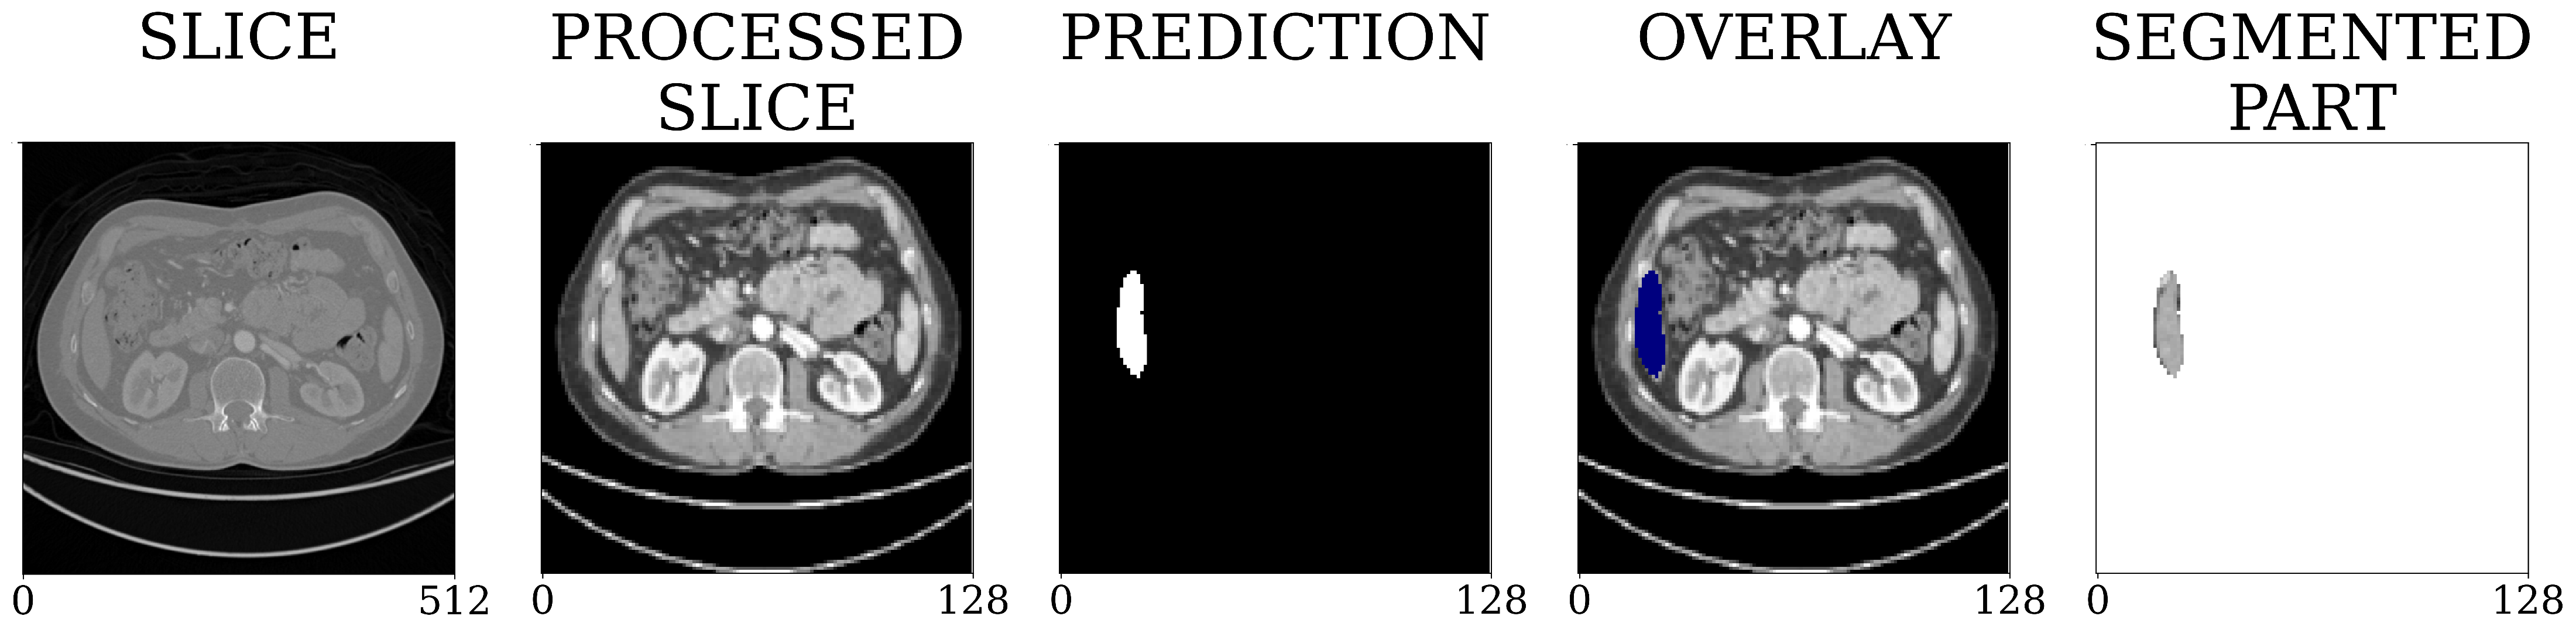 SLICE
PROCESSED
SLICE
PREDICTION
OVERLAY
SEGMENTED
PART
0
512
0
128
0
128
0
128
0
128